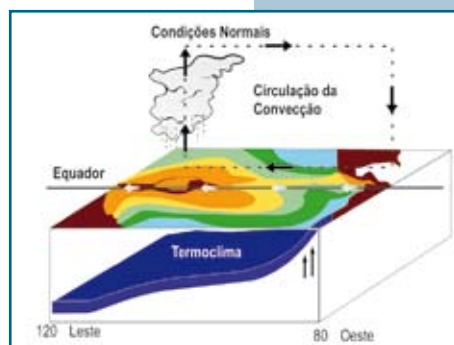 Condições Normais
Circulação da
Convecção
Equador
Termoclima
120 Leste
80 Oeste